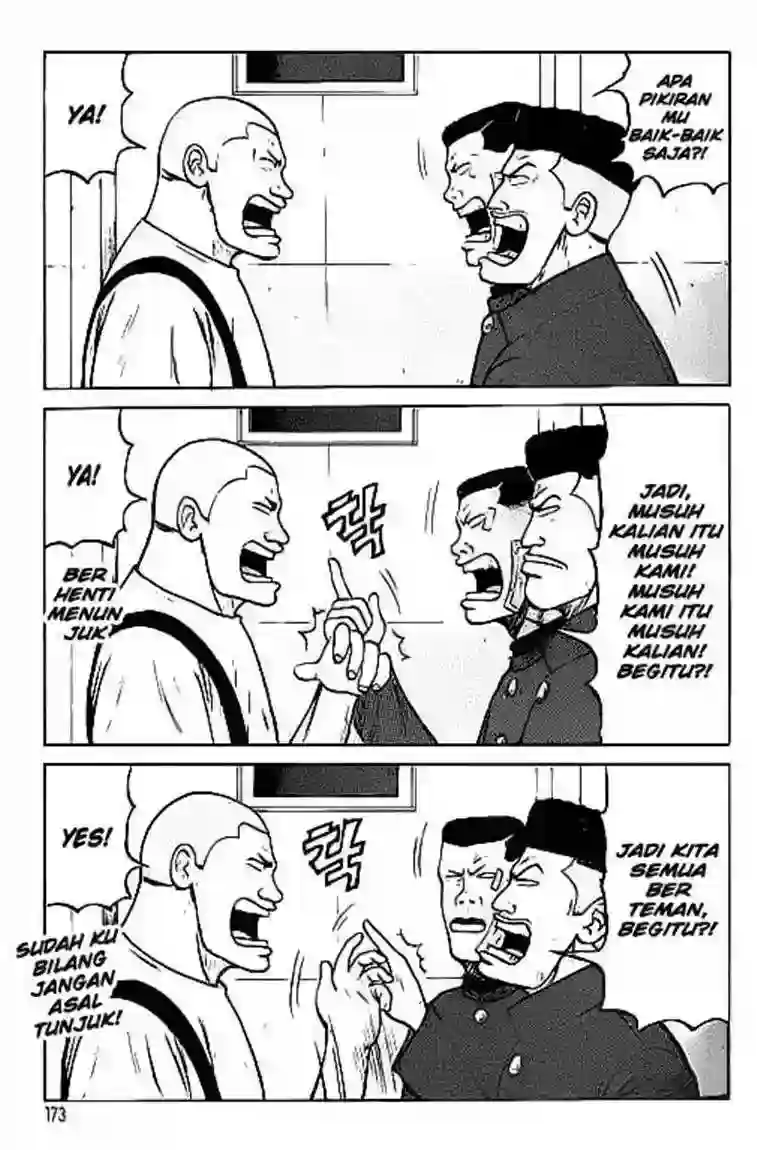 APA
PIKIRAN
MU
BAIK-BAIK
SAJA?!
YA!
JADI,
MUSUH
KALIAN ITU
MUSUH
KAMI!
MUSUH
KAMI ITU
MUSUH
KALIAN!
BEGITU?!
YA!
BER
HENTI
MENUN
JUK
JADI KITA
SEMUA
BER
TEMAN,
BEGITU?!
YES!
SUDAH KU
BILANG
JANGAN
ASAL
TUNJUK!
173